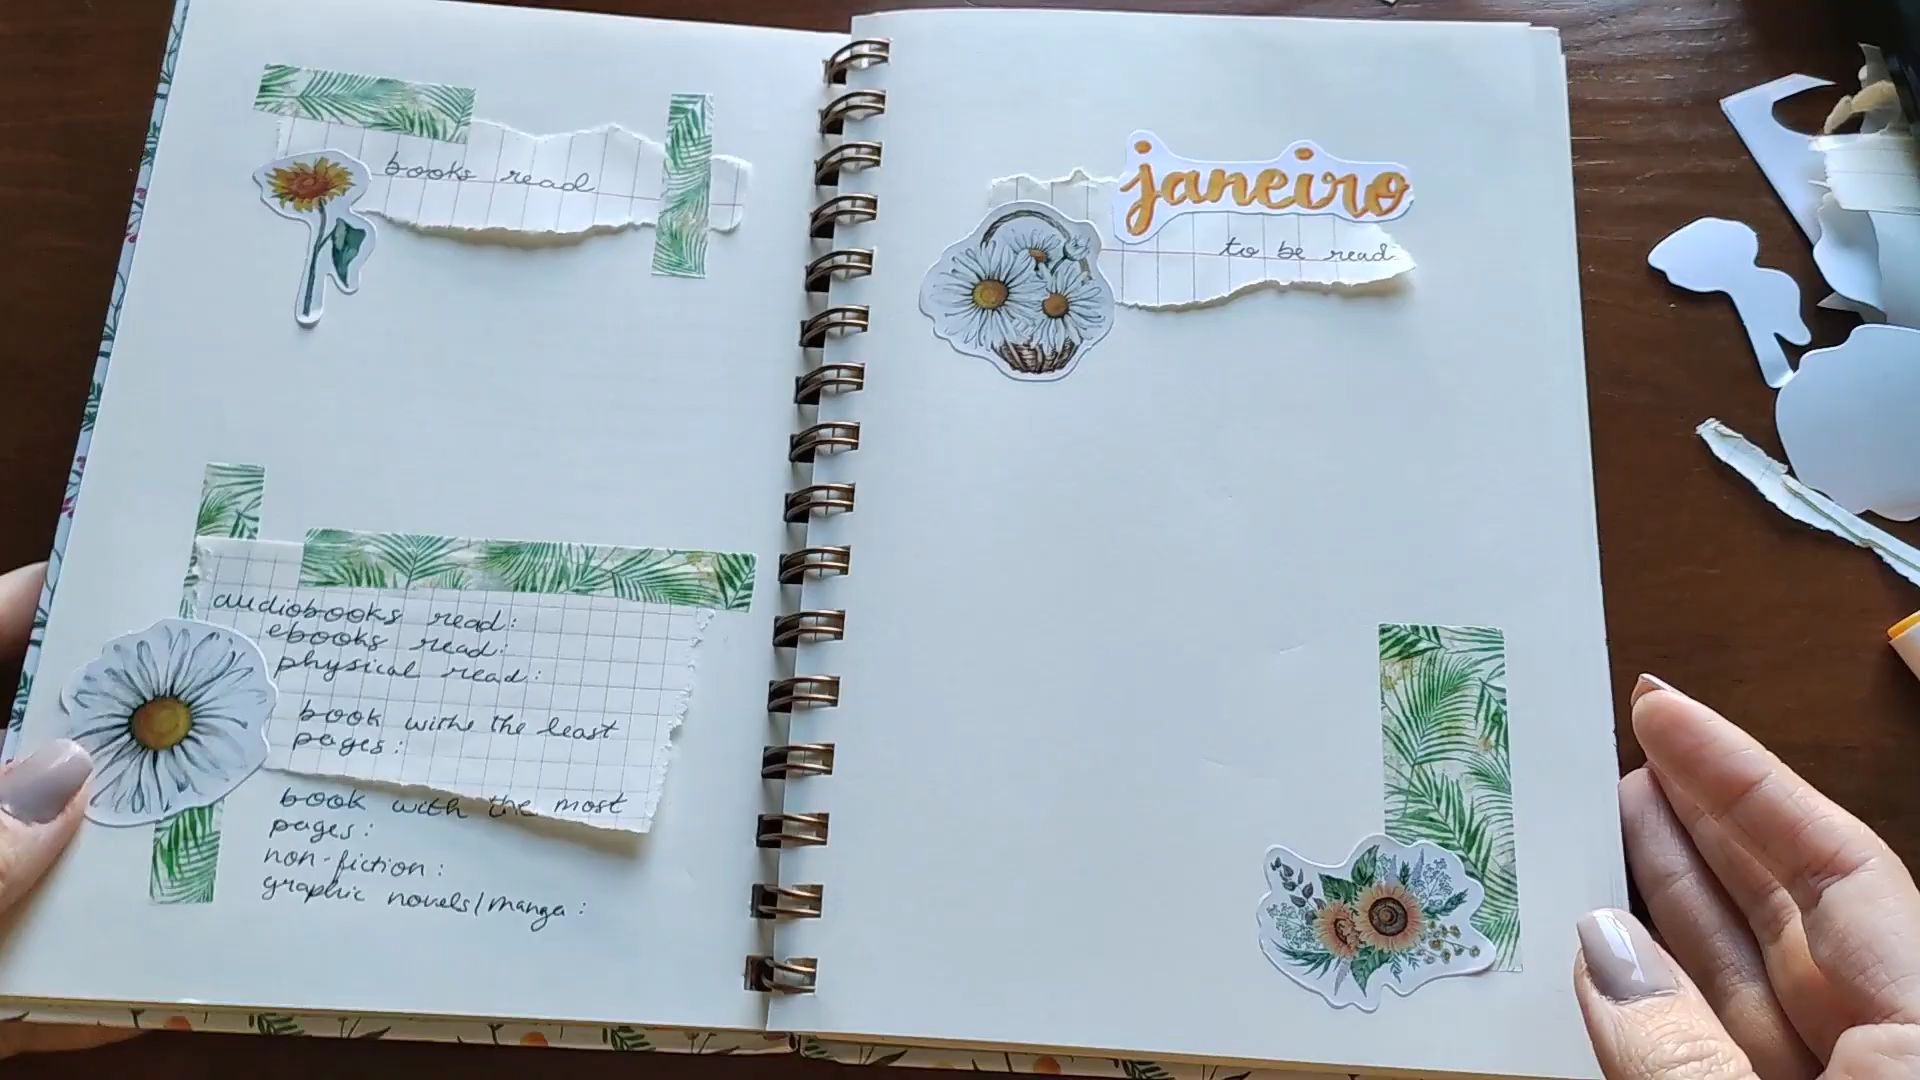 books read
audiobooks read:
ebooks read:
physical read:
book withe the least
pages:
book with the most
pages:
non-fiction:
graphic novels/manga:
janeiro
to be read